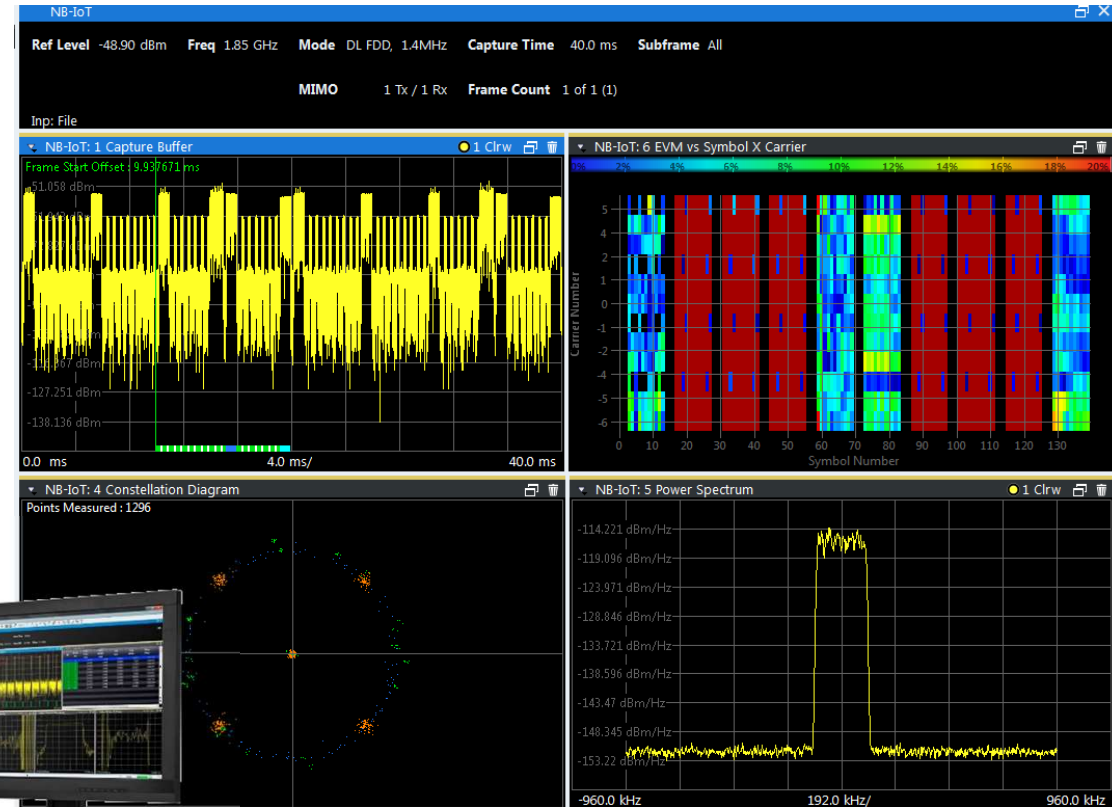 NB-IoT
Ref Level -48.90 dBm Freq 1.85 GHz Mode DL FDD, 1.4MHz Capture Time 40.0 ms Subframe All
MIMO 1 Tx / 1 Rx Frame Count 1 of 1 (1)
Inp: File
NB-IoT: 1 Capture Buffer 1 Clrw
Frame Start Offset : 9.937671 ms
51.058 dBm
-127.251 dBm
-138.136 dBm
0.0 ms 4.0 ms/ 40.0 ms
NB-IoT: 6 EVM vs Symbol X Carrier
0% 2% 4% 6% 8% 10% 12% 14% 16% 18% 20%
5
4
2
1
0
-1
-2
-4
-5
-6
Carrier Number
0 10 20 30 40 50 60 70 80 90 100 110 120 130
Symbol Number
NB-IoT: 4 Constellation Diagram
Points Measured : 1296
NB-IoT: 5 Power Spectrum 1 Clrw
-114.221 dBm/Hz
-119.096 dBm/Hz
-123.971 dBm/Hz
-128.846 dBm/Hz
-133.721 dBm/Hz
-138.596 dBm/Hz
-143.47 dBm/Hz
-148.345 dBm/Hz
-153.22 dBm/Hz
-960.0 kHz 192.0 kHz/ 960.0 kHz